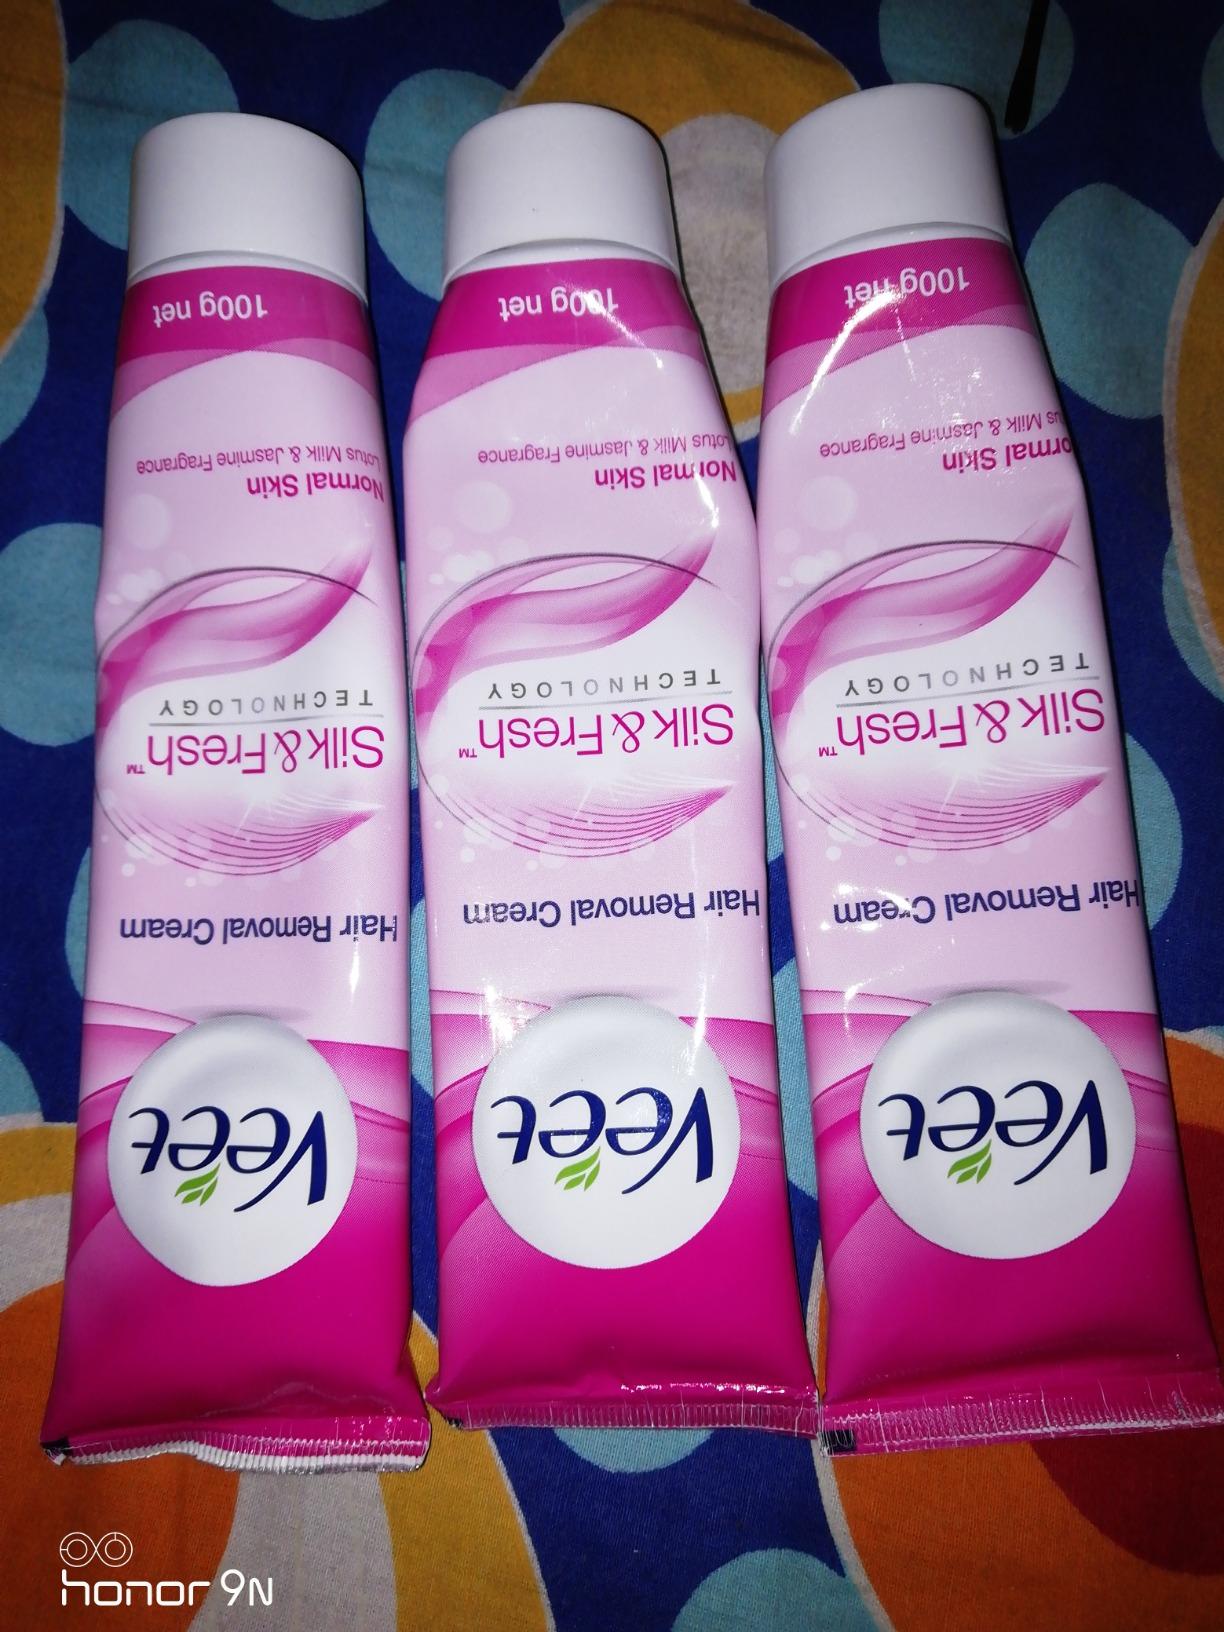 Veet
Hair Removal Cream
Silk&Fresh™
TECHNOLOGY
Normal Skin
Lotus Milk & Jasmine Fragrance
100g net
Veet
Hair Removal Cream
Silk&Fresh™
TECHNOLOGY
Normal Skin
Lotus Milk & Jasmine Fragrance
100g net
Veet
Hair Removal Cream
Silk&Fresh™
TECHNOLOGY
ormal Skin
us Milk & Jasmine Fragrance
100g net
honor 9N